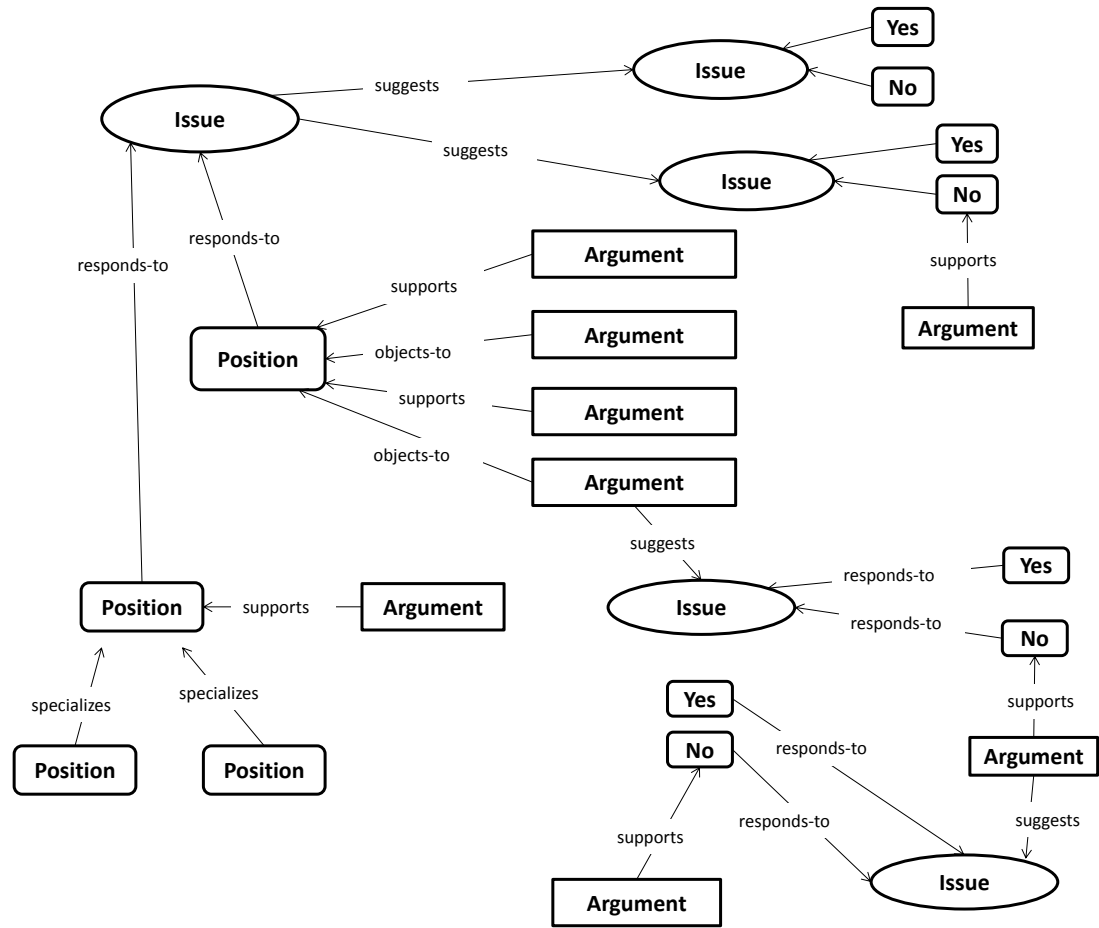 Yes
Issue
No
suggests
Issue
suggests
Yes
Issue
No
responds-to
responds-to
Argument
supports
supports
Argument
Argument
objects-to
Position
supports
Argument
objects-to
Argument
suggests
responds-to
Yes
Issue
responds-to
No
Position
supports
Argument
specializes
specializes
Position
Position
Yes
No
responds-to
supports
Argument
supports
responds-to
suggests
Argument
Issue